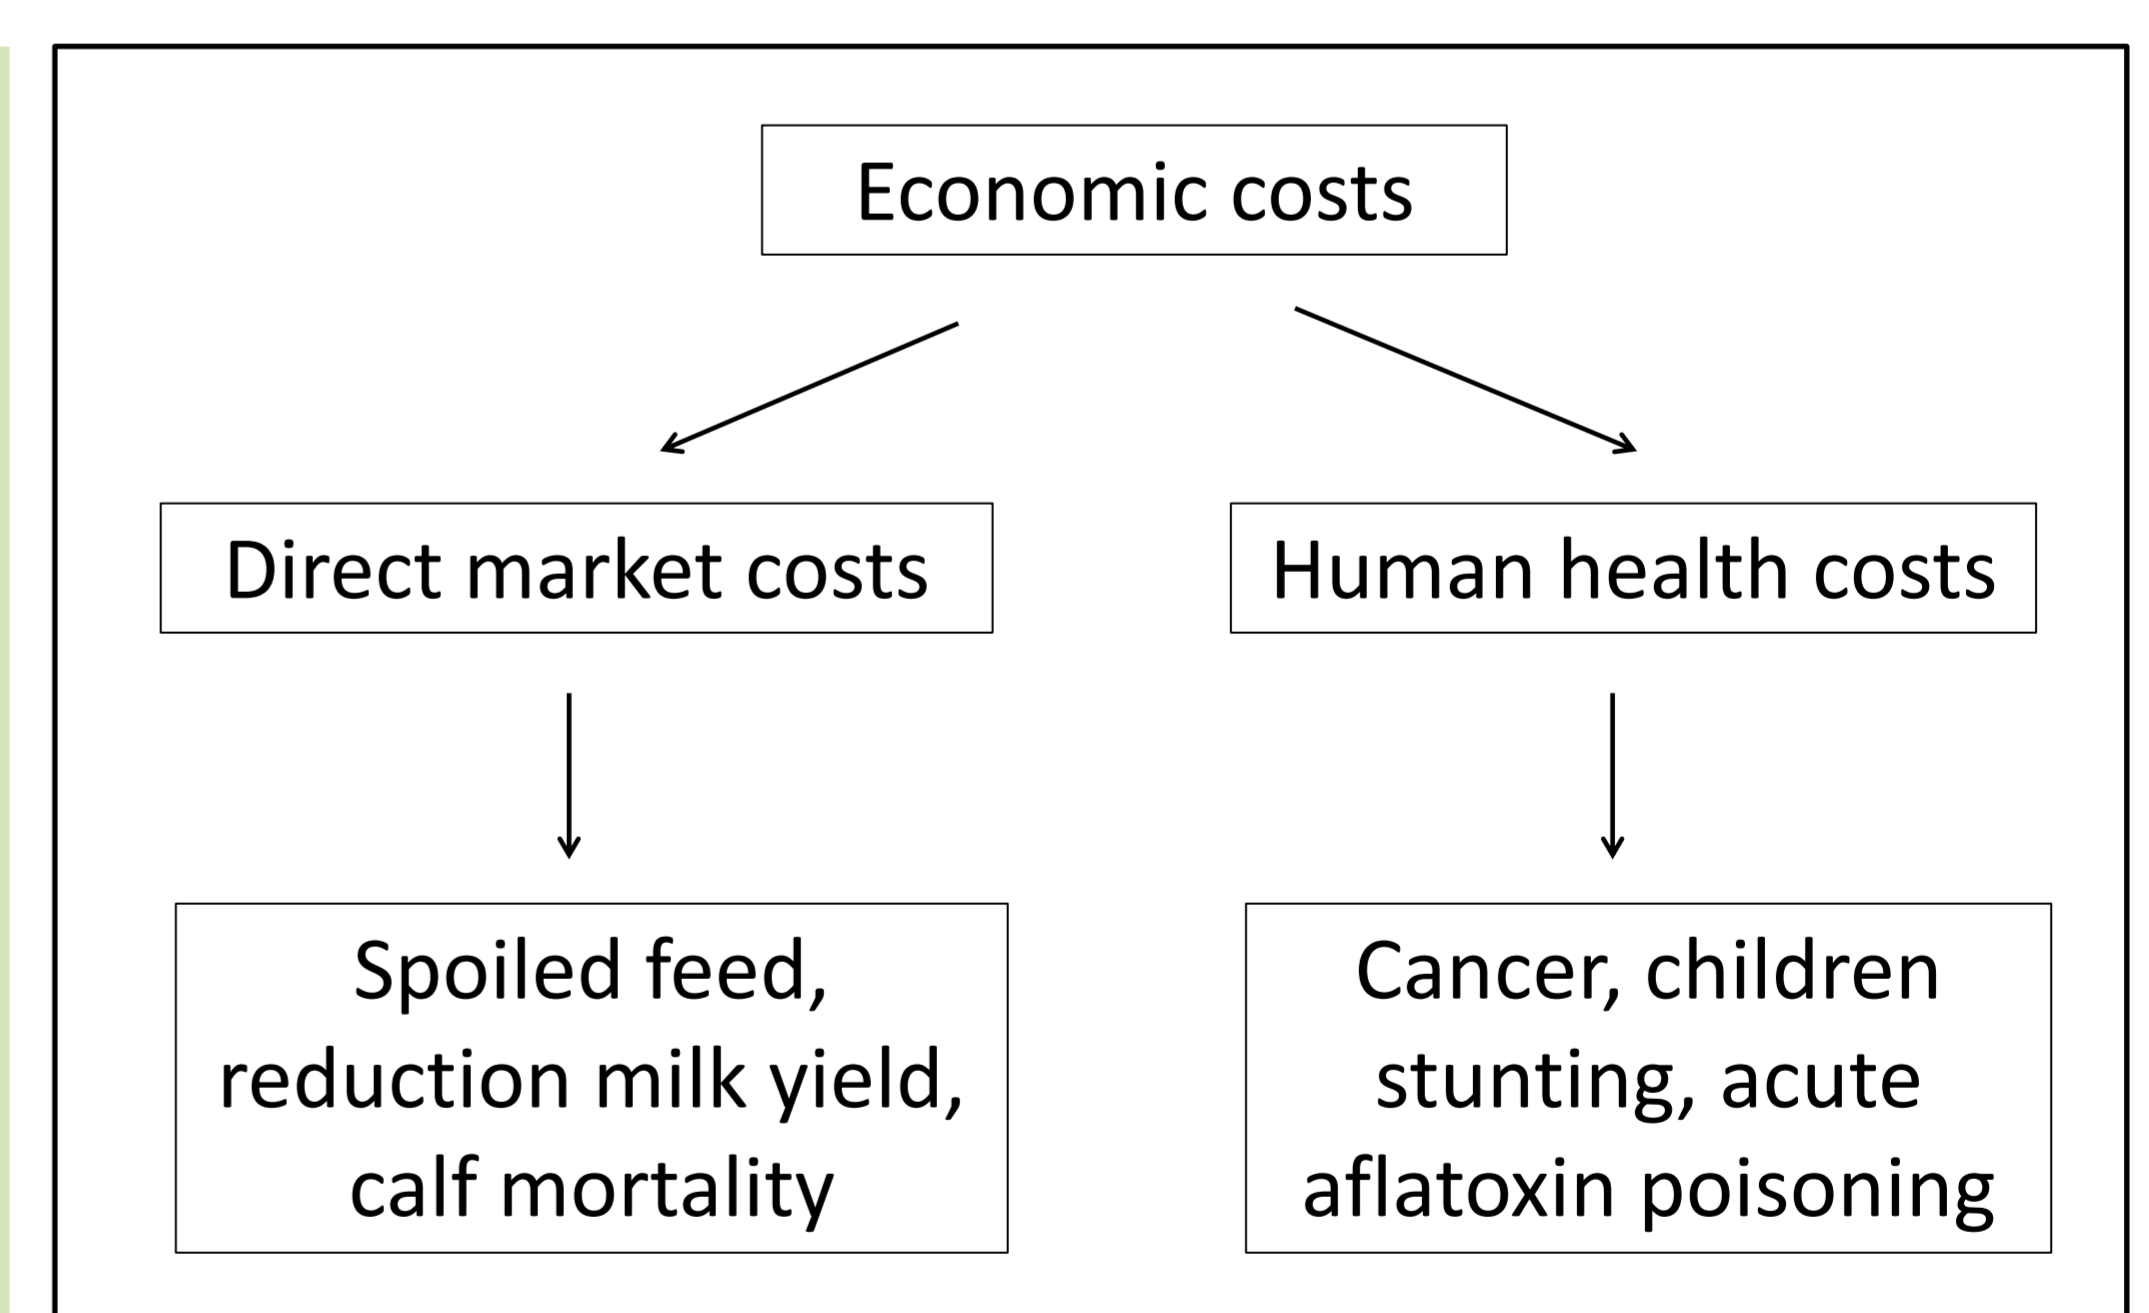 Economic costs
Direct market costs
Human health costs
Spoiled feed,
reduction milk yield,
calf mortality
Cancer, children
stunting, acute
aflatoxin poisoning